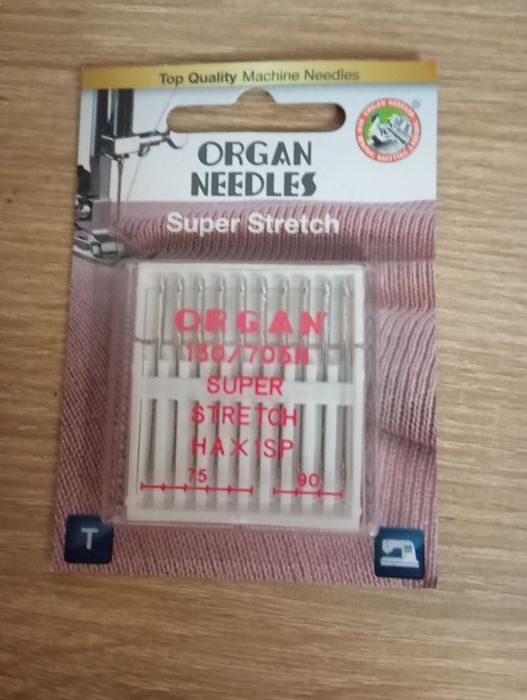 Top Quality Machine Needles
ORGAN
NEEDLES
Super Stretch
ORGAN
130/705H
SUPER
STRETCH
HAX1SP
75 90
T